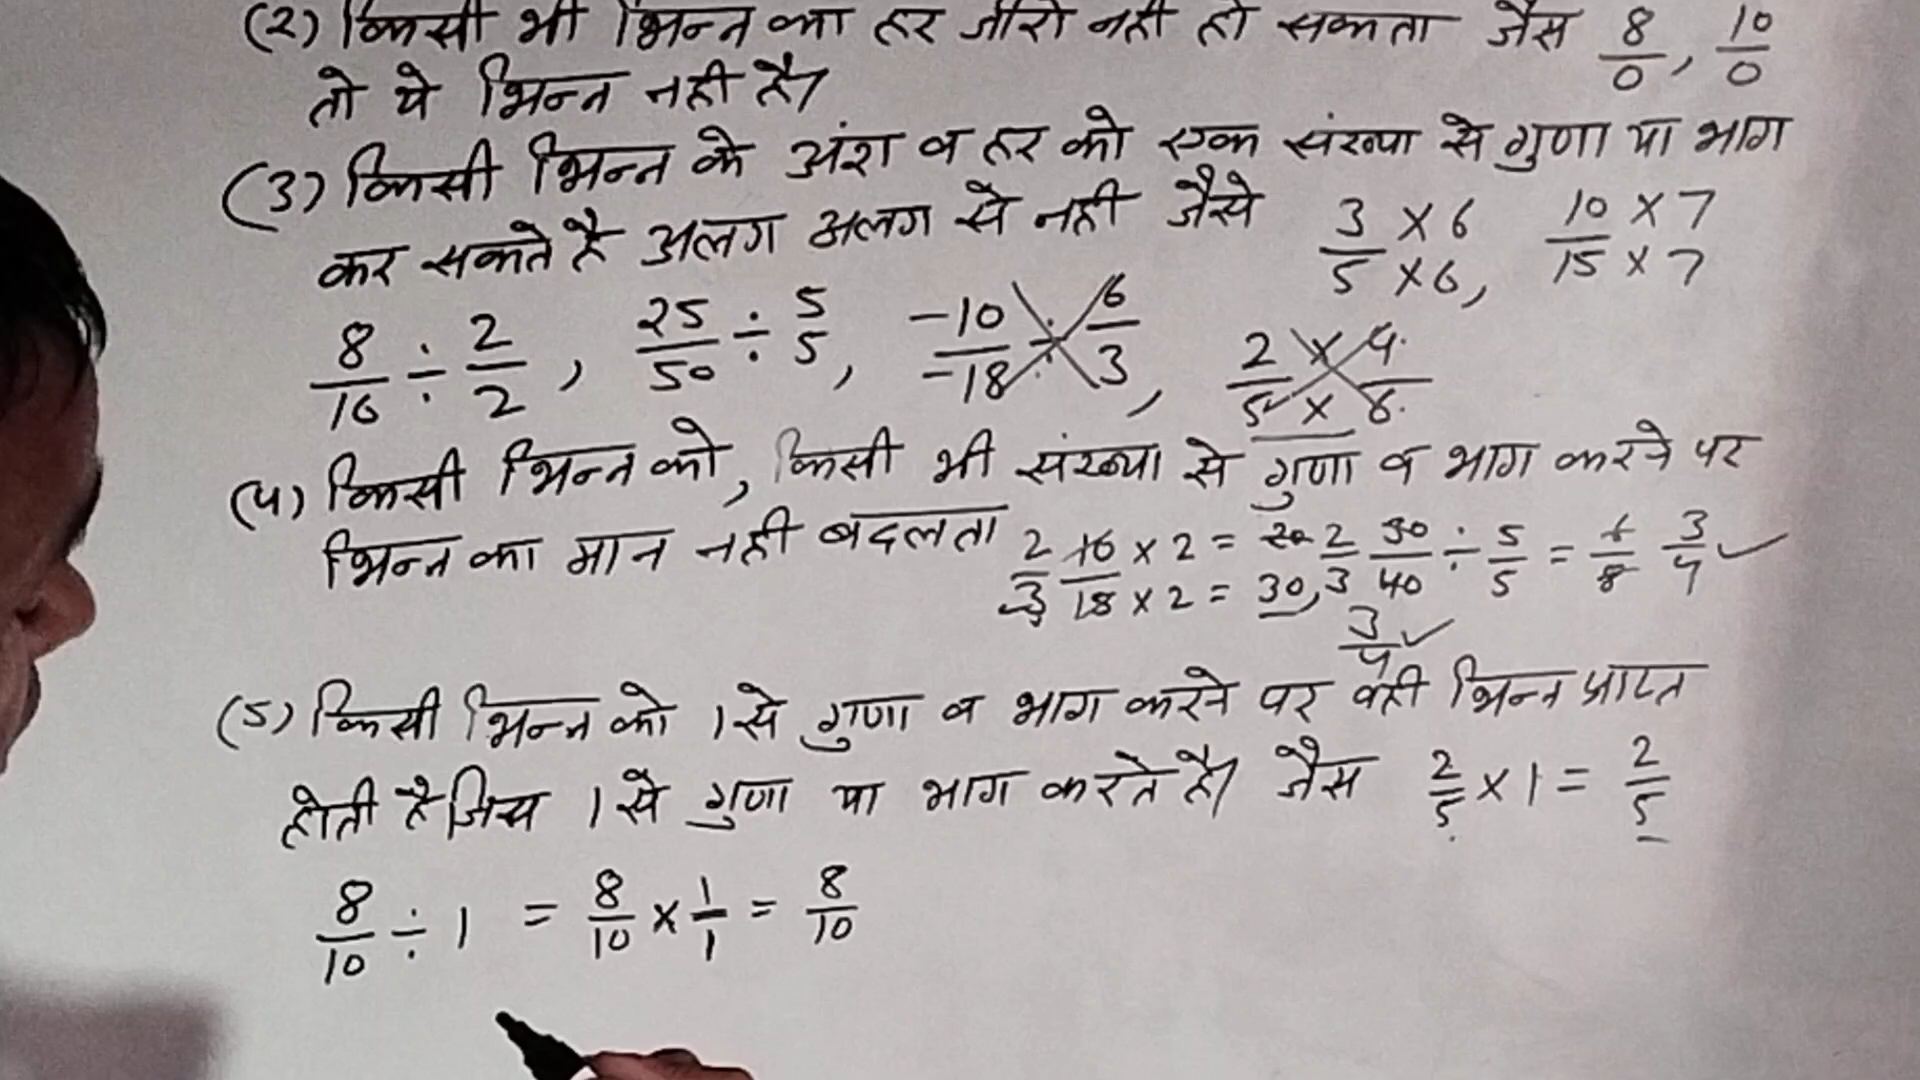 (2) किसी भी भिन्न का हर जीरो नही हो सकता जैस 8/0, 10/0
तो ये भिन्न नही है।
(3) किसी भिन्न के अंश व हर को एक संख्या से गुणा या भाग
कर सकते है अलग अलग से नही जैसे 3/5 × 6/6, 10/15 × 7/7
8/16 ÷ 2/2, 25/50 ÷ 5/5, -10/-18 ÷ 6/3, 2/5 × 4/8
(4) किसी भिन्न को, किसी भी संख्या से गुणा व भाग करने पर
भिन्न का मान नही बदलता 2/3 × 2 = 2/3 30/40 ÷ 5/5 = 6/8 3/4 ✓
3/4 ✓
(5) किसी भिन्न को 1 से गुणा व भाग करने पर वही भिन्न प्राप्त
होती है जिस 1 से गुणा या भाग करते है। जैस 2/5 × 1 = 2/5
8/10 ÷ 1 = 8/10 × 1/1 = 8/10